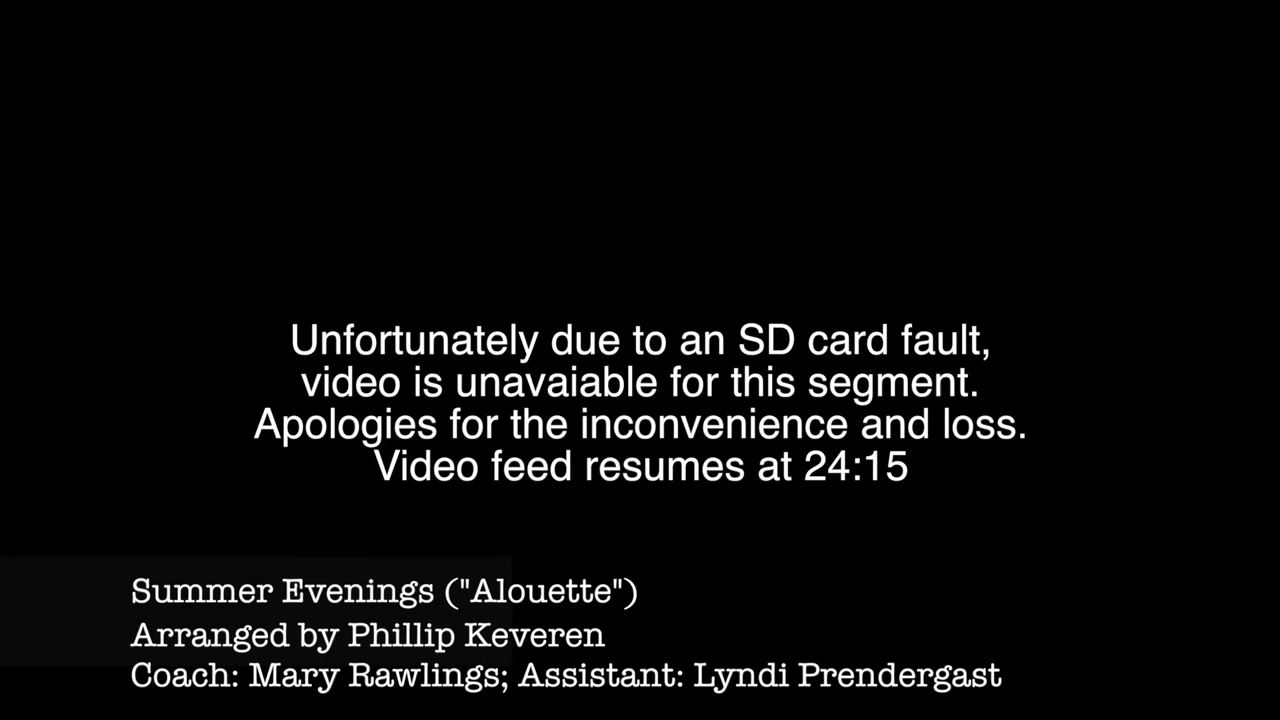 Unfortunately due to an SD card fault,
video is unavaiable for this segment.
Apologies for the inconvenience and loss.
Video feed resumes at 24:15
Summer Evenings ("Alouette")
Arranged by Phillip Keveren
Coach: Mary Rawlings; Assistant: Lyndi Prendergast